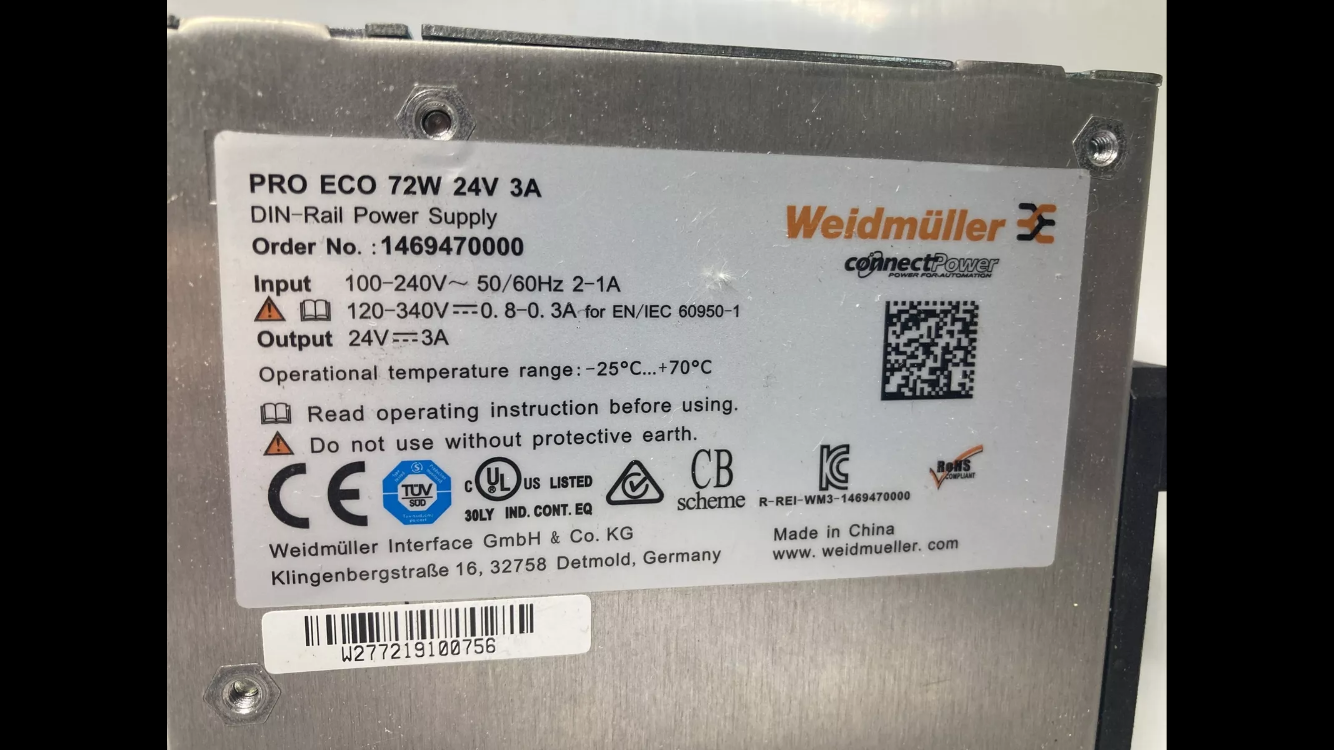 PRO ECO 72W 24V 3A
DIN-Rail Power Supply
Order No. : 1469470000
Weidmüller
connectPower
POWER FOR AUTOMATION
Input 100-240V~ 50/60Hz 2-1A
120-340V⎓0. 8-0. 3A for EN/IEC 60950-1
Output 24V⎓3A
Operational temperature range: -25°C...+70°C
Read operating instruction before using.
Do not use without protective earth.
CE
TÜV
SÜD
c UL US LISTED
30LY IND. CONT. EQ
CB
scheme
R-REI-WM3-1469470000
RoHS
COMPLIANT
Weidmüller Interface GmbH & Co. KG
Klingenbergstraße 16, 32758 Detmold, Germany
Made in China
www. weidmueller. com
W277219100756